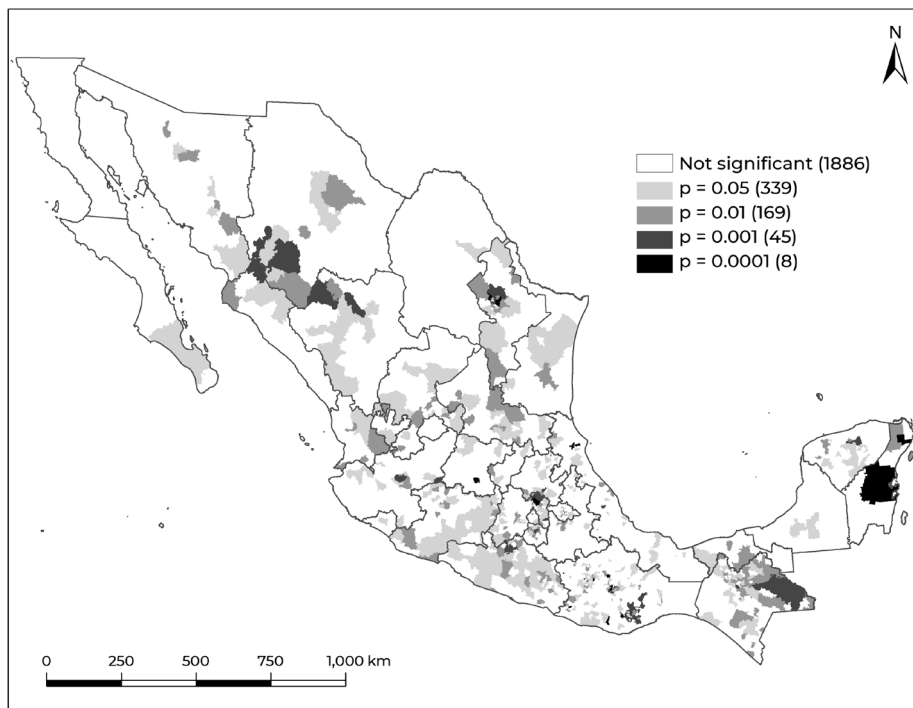 N
Not significant (1886)
p = 0.05 (339)
p = 0.01 (169)
p = 0.001 (45)
p = 0.0001 (8)
0 250 500 750 1,000 km